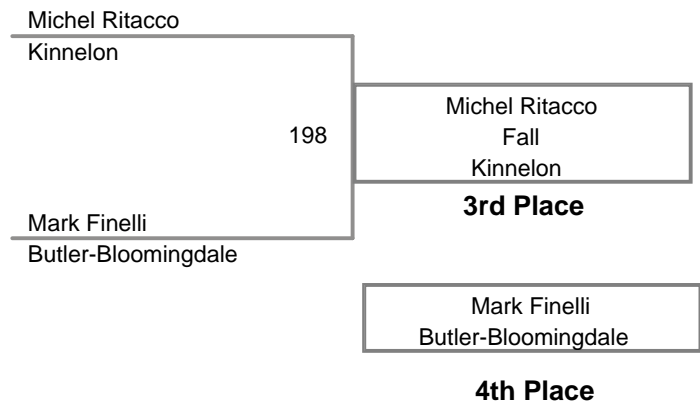 Michel Ritacco
Kinnelon
198
Michel Ritacco
Fall
Kinnelon
3rd Place
Mark Finelli
Butler-Bloomingdale
Mark Finelli
Butler-Bloomingdale
4th Place